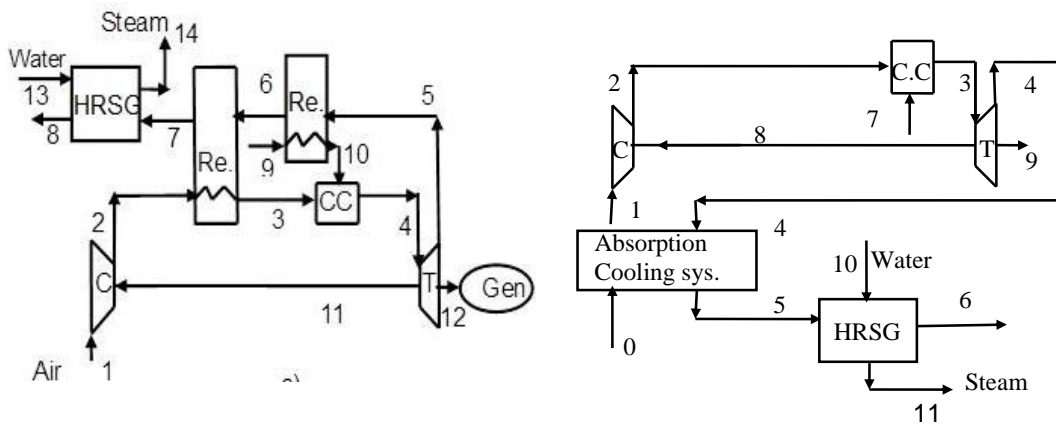 Steam 14
Water
13
HRSG
8
7
6
Re.
5
Re.
9
10
2
3
CC
4
C
T
Gen
11
12
Air
1
2
C.C
3
4
7
C
8
T
9
1
4
Absorption
Cooling sys.
10
Water
0
5
HRSG
6
Steam
11